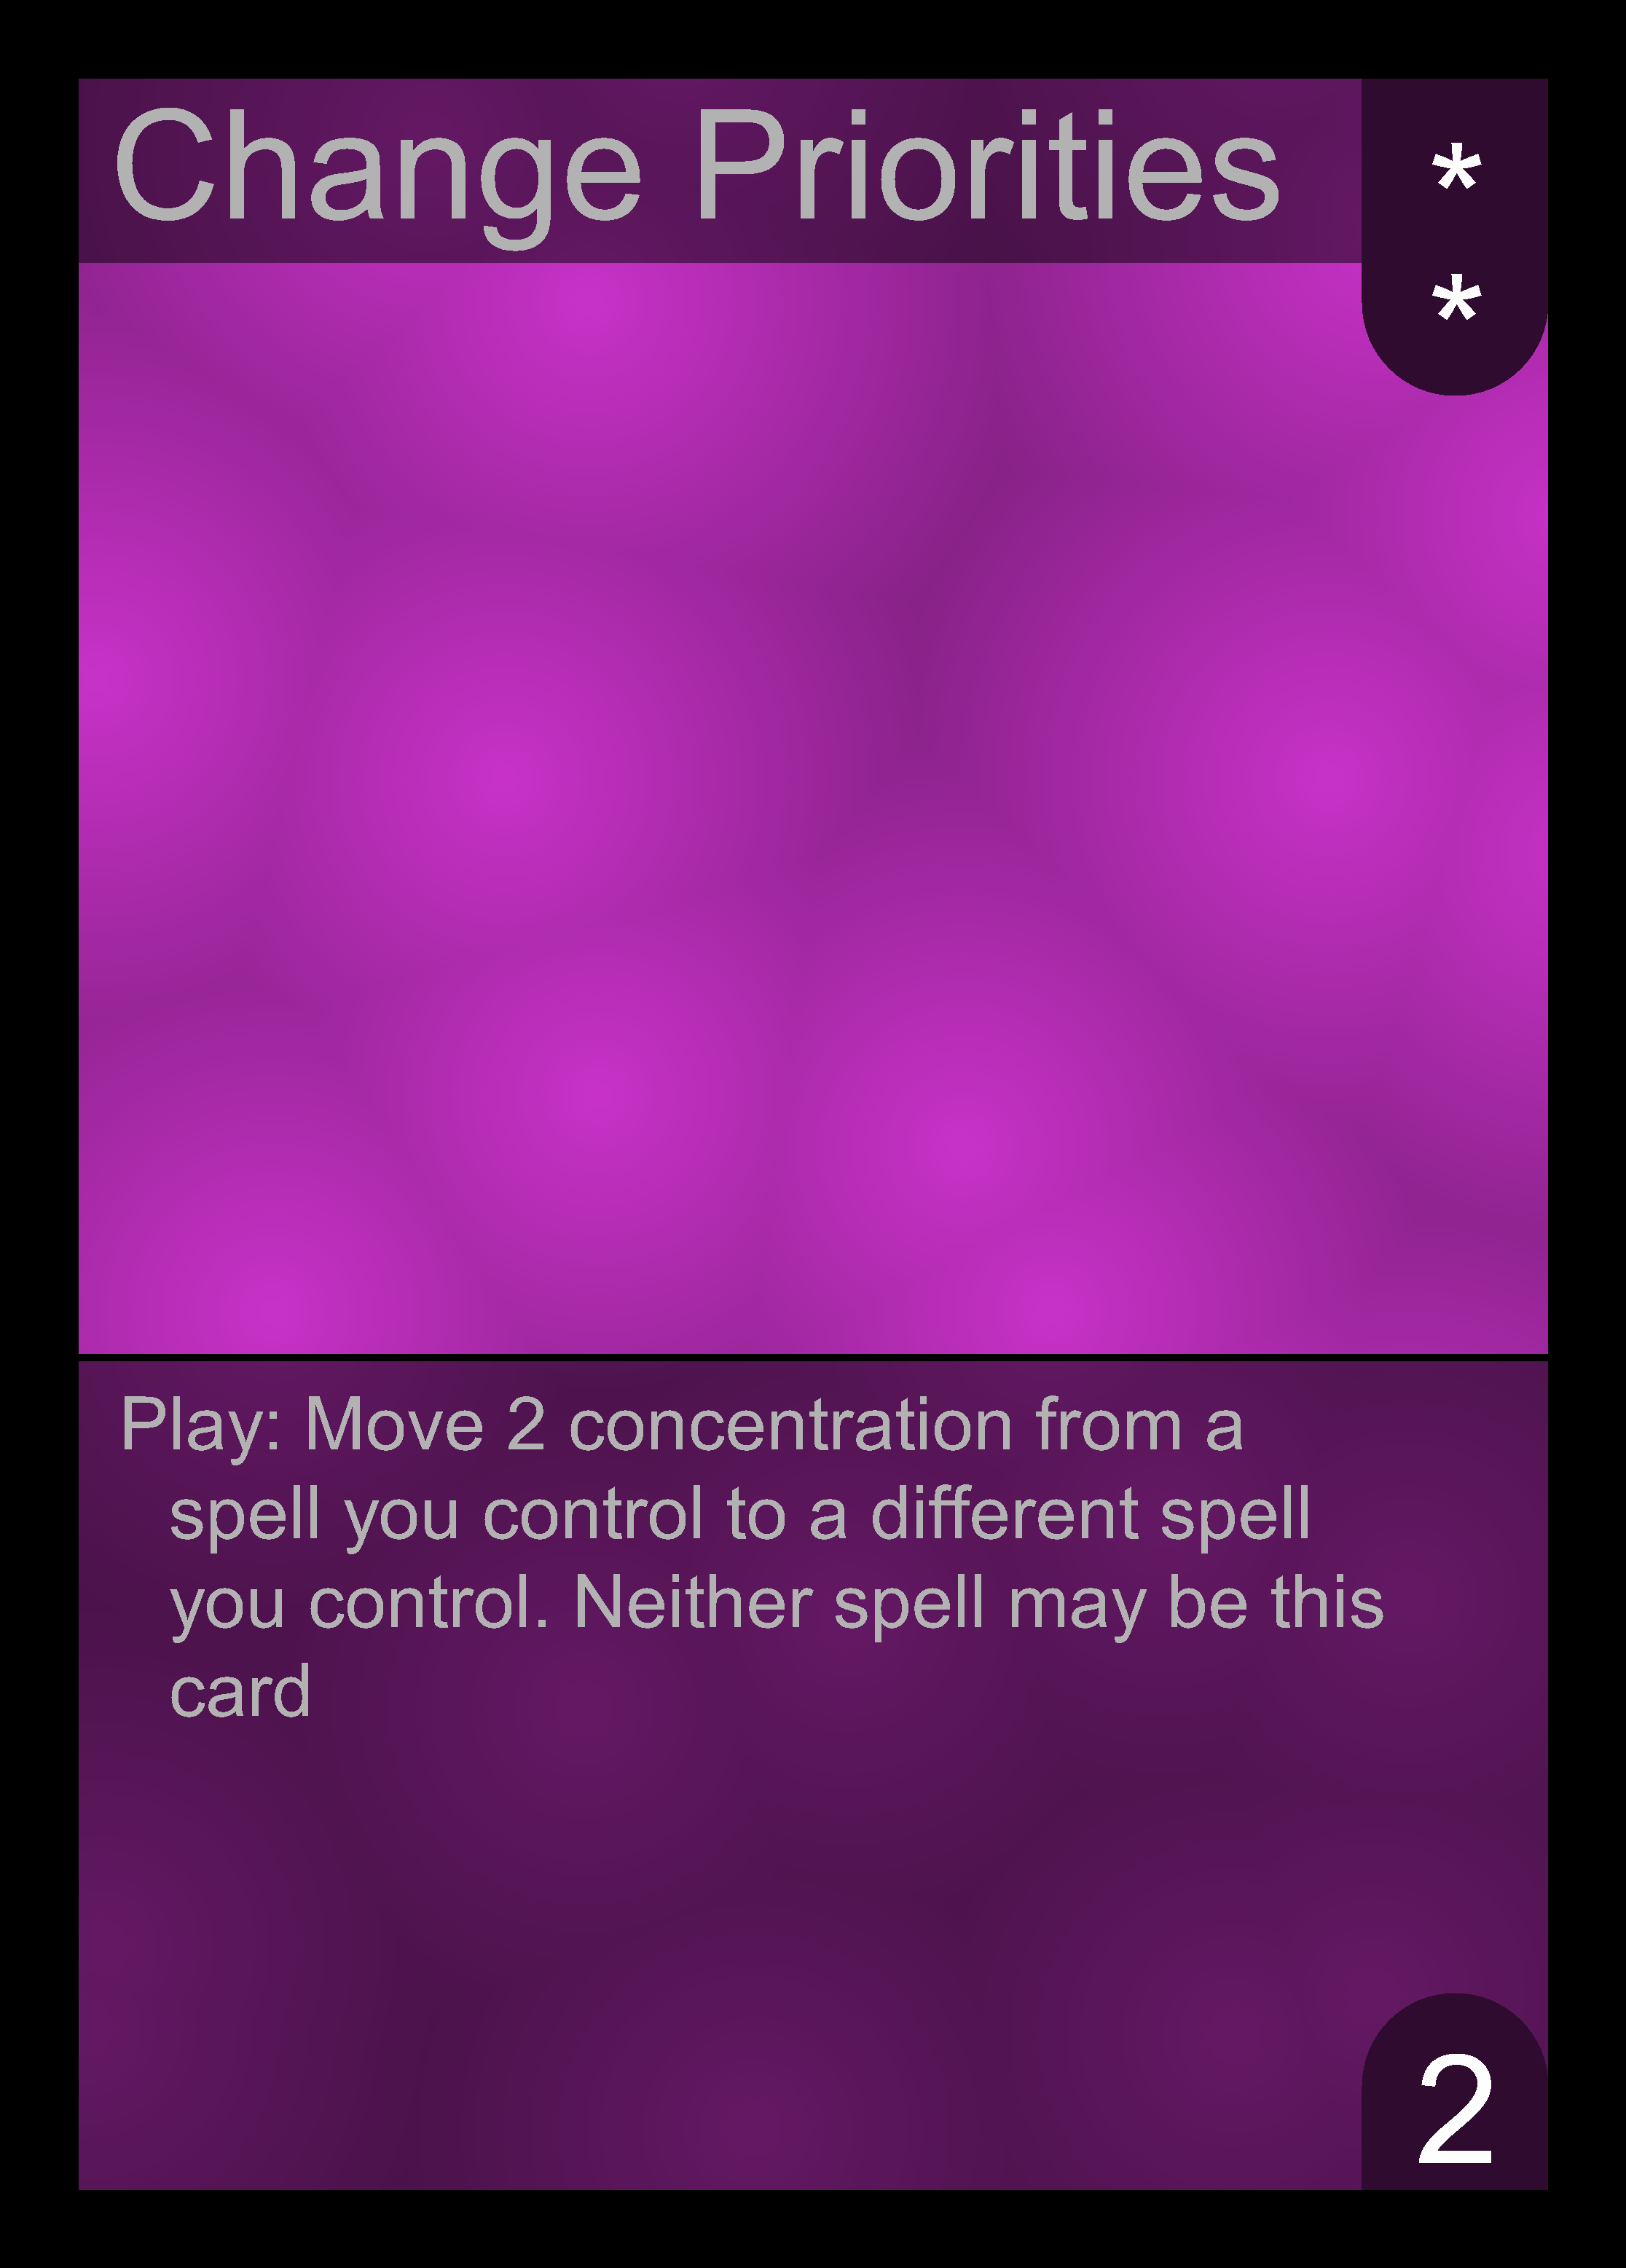 Change Priorities
*
*
Play: Move 2 concentration from a
spell you control to a different spell
you control. Neither spell may be this
card
2